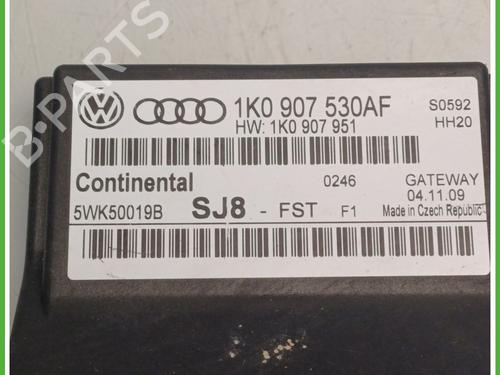 1K0 907 530AF
HW: 1K0 907 951
S0592
HH20
Continental
0246
GATEWAY
04.11.09
5WK50019B
SJ8 - FST F1
Made in Czech Republic
B-PARTS